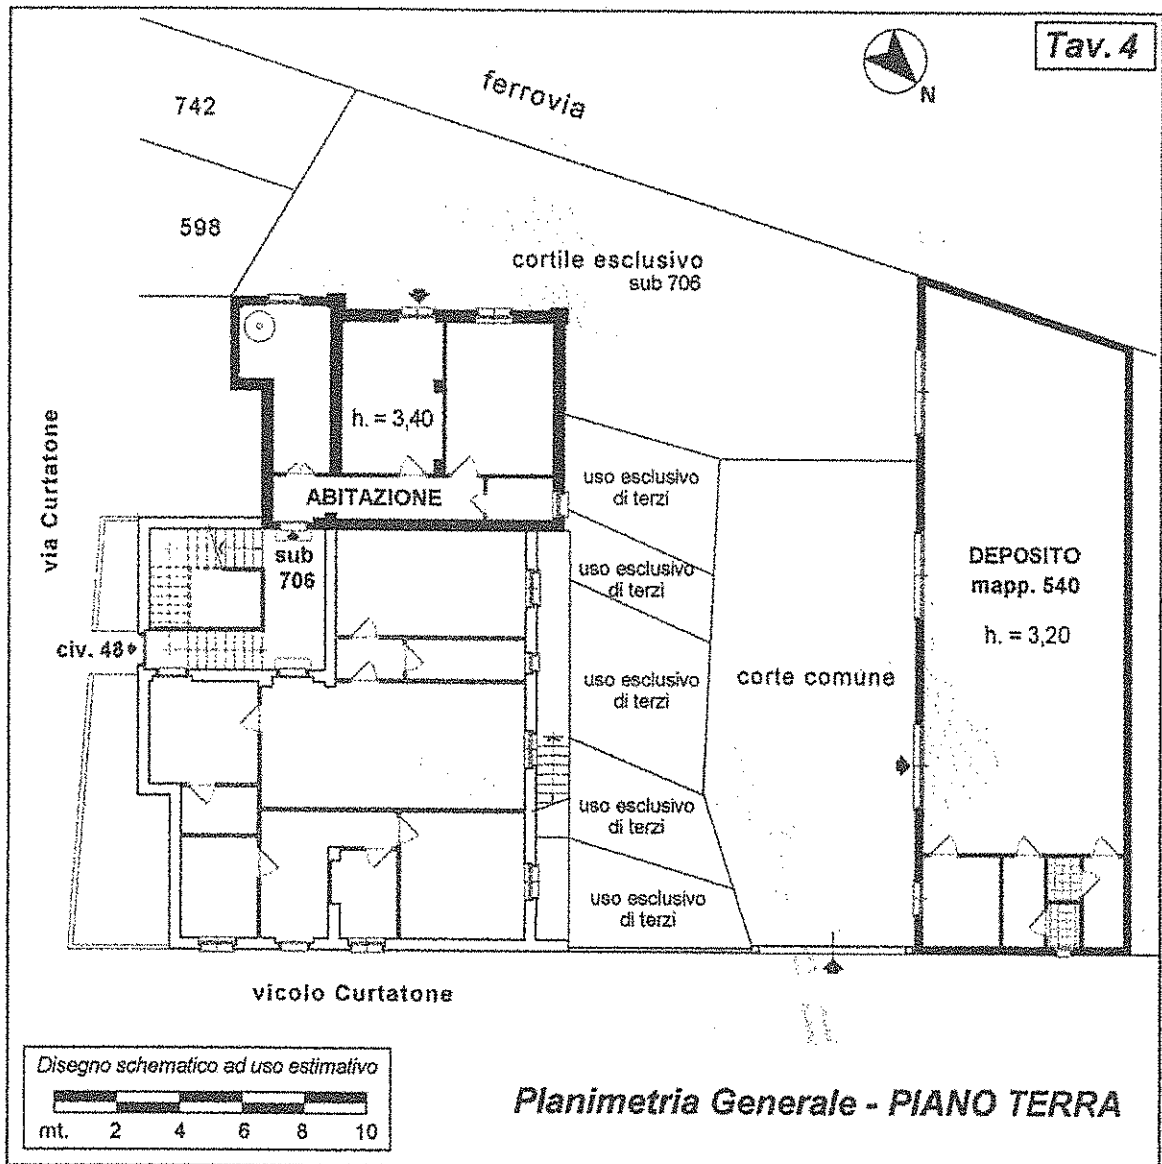 Tav. 4
N
ferrovia
742
598
cortile esclusivo
sub 706
via Curtatone
h. = 3,40
ABITAZIONE
uso esclusivo
di terzi
sub
706
uso esclusivo
di terzi
DEPOSITO
mapp. 540
h. = 3,20
civ. 48
uso esclusivo
di terzi
corte comune
uso esclusivo
di terzi
uso esclusivo
di terzi
vicolo Curtatone
Disegno schematico ad uso estimativo
mt. 2 4 6 8 10
Planimetria Generale - PIANO TERRA